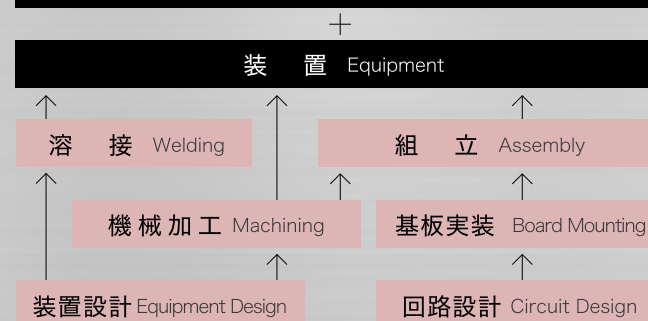 +
装置 Equipment
溶接 Welding
組立 Assembly
機械加工 Machining
基板実装 Board Mounting
装置設計 Equipment Design
回路設計 Circuit Design